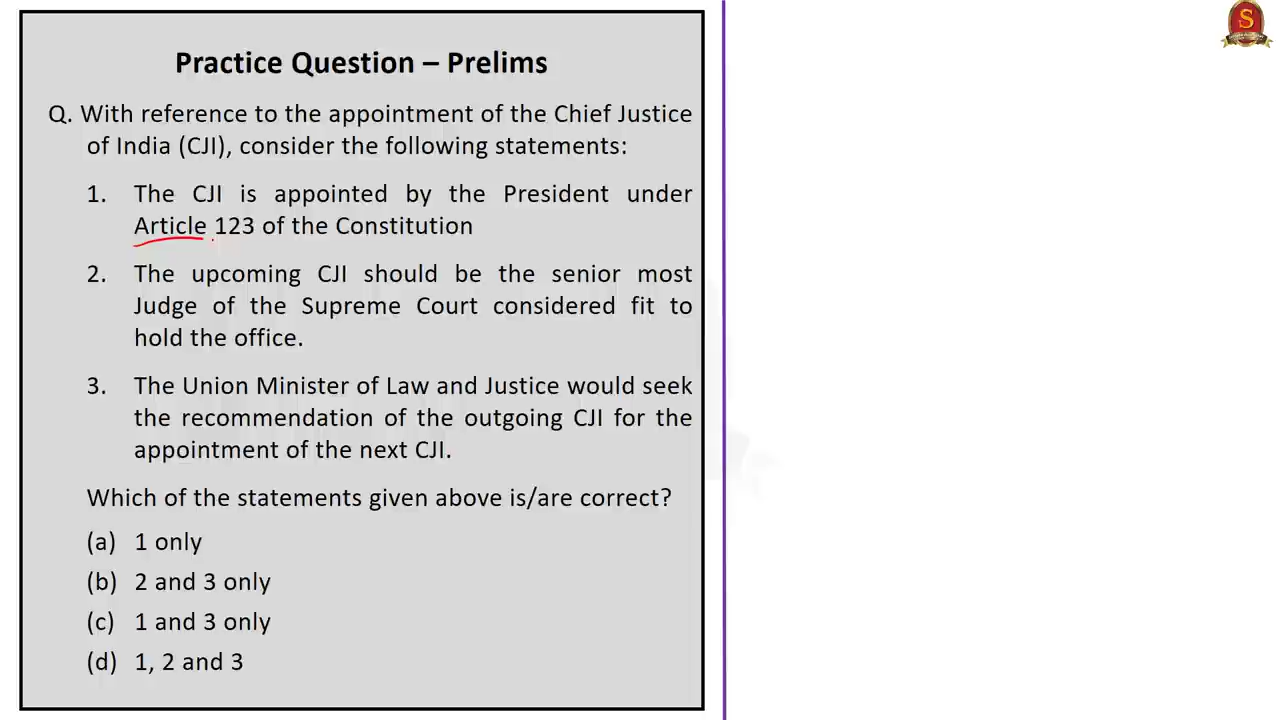 S
Practice Question – Prelims
Q. With reference to the appointment of the Chief Justice
of India (CJI), consider the following statements:
1. The CJI is appointed by the President under
Article 123 of the Constitution
2. The upcoming CJI should be the senior most
Judge of the Supreme Court considered fit to
hold the office.
3. The Union Minister of Law and Justice would seek
the recommendation of the outgoing CJI for the
appointment of the next CJI.
Which of the statements given above is/are correct?
(a) 1 only
(b) 2 and 3 only
(c) 1 and 3 only
(d) 1, 2 and 3